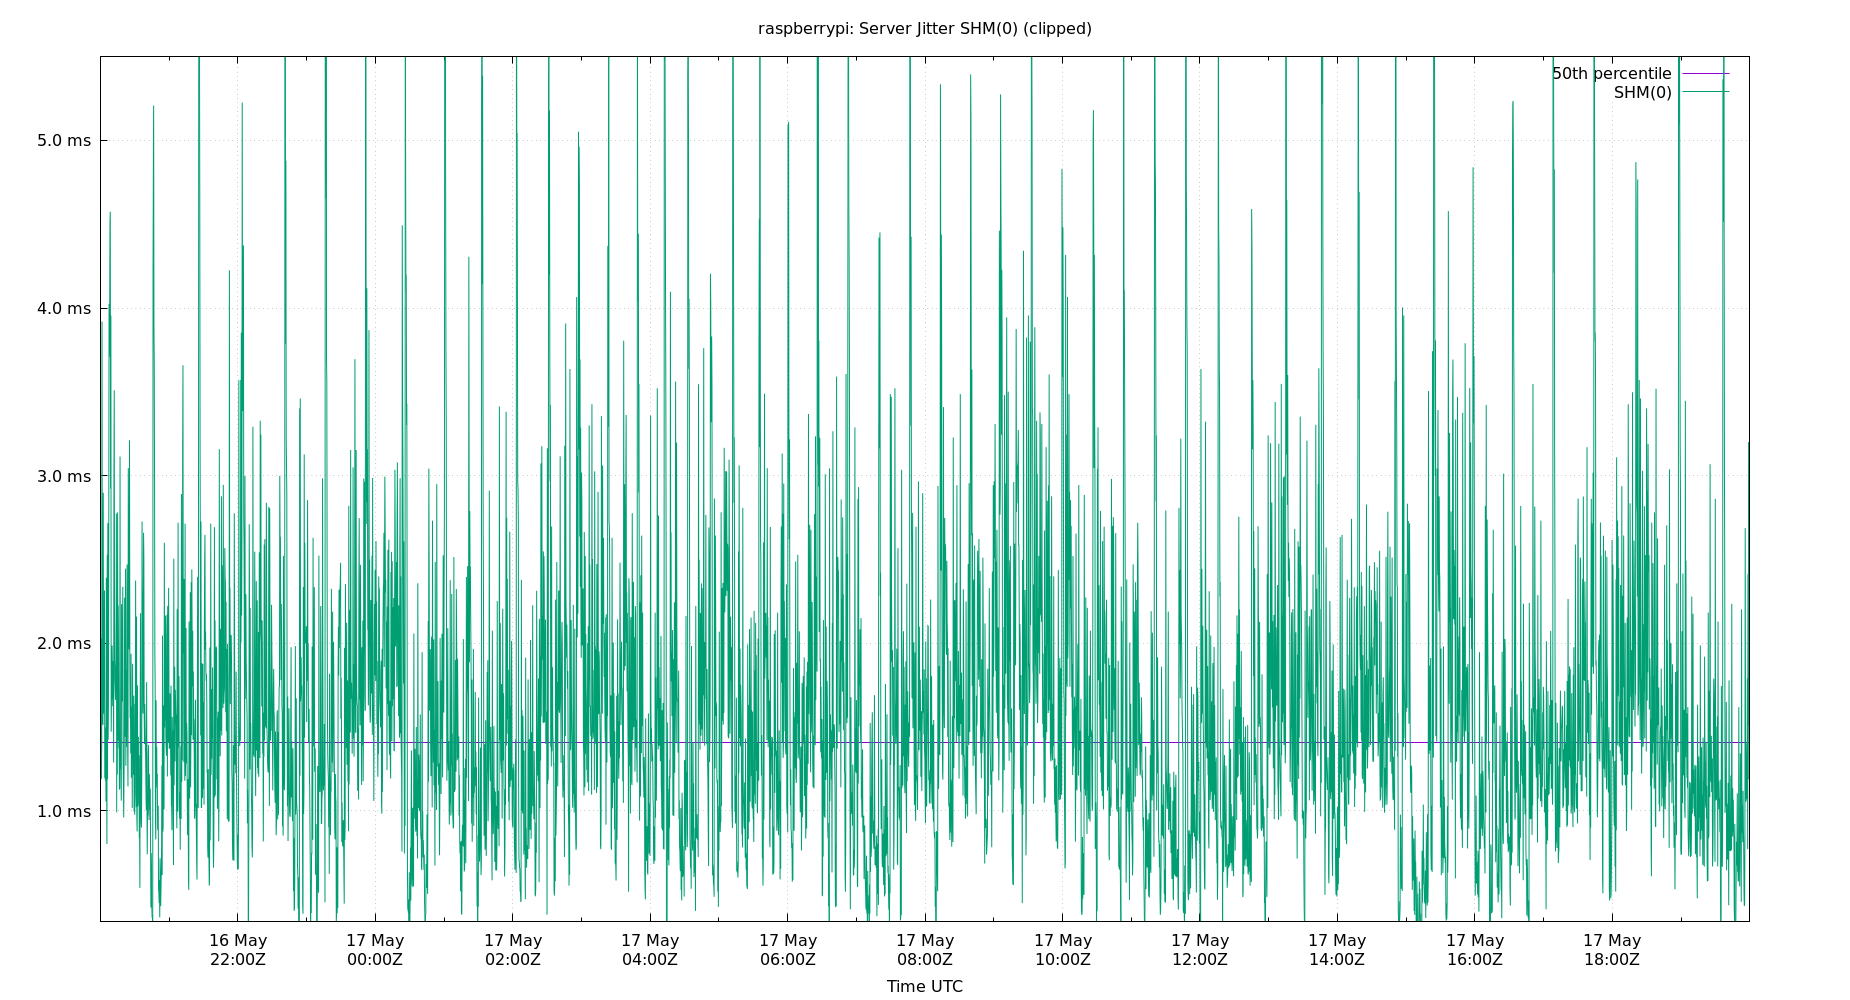 raspberrypi: Server Jitter SHM(0) (clipped)
50th percentile
SHM(0)
5.0 ms
4.0 ms
3.0 ms
2.0 ms
1.0 ms
16 May 17 May 17 May 17 May 17 May 17 May 17 May 17 May 17 May 17 May 17 May
22:00Z 00:00Z 02:00Z 04:00Z 06:00Z 08:00Z 10:00Z 12:00Z 14:00Z 16:00Z 18:00Z
Time UTC